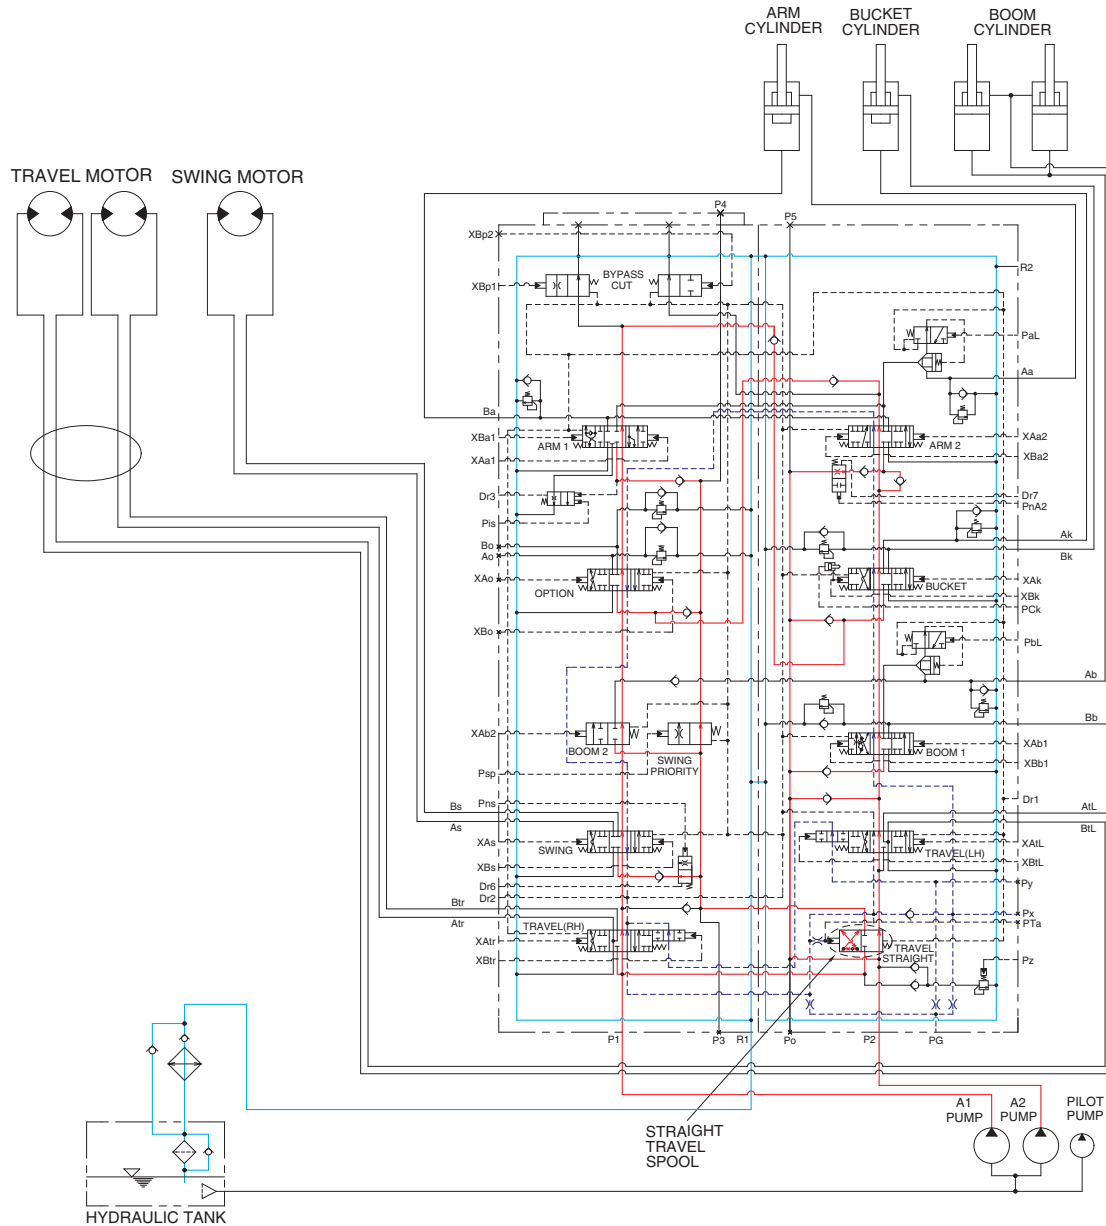 ARM
CYLINDER
BUCKET
CYLINDER
BOOM
CYLINDER
TRAVEL MOTOR
SWING MOTOR
P4
P5
XBp2
BYPASS
CUT
R2
XBp1
PaL
Aa
Ba
XBa1
ARM 1
XAa1
ARM 2
XAa2
XBa2
Dr3
Pis
Dr7
PnA2
Bo
Ao
Ak
Bk
XAo
OPTION
BUCKET
XAk
XBk
PCk
XBo
PbL
Ab
Bb
XAb2
BOOM 2
SWING
PRIORITY
BOOM 1
XAb1
XBb1
Psp
Pns
Dr1
Bs
As
AtL
BtL
XAs
SWING
XBs
TRAVEL(LH)
XAtL
XBtL
Dr6
Dr2
Py
Btr
Atr
Px
PTa
TRAVEL(RH)
XAtr
XBtr
TRAVEL
STRAIGHT
Pz
P1
P3
R1
Po
P2
PG
STRAIGHT
TRAVEL
SPOOL
A1
PUMP
A2
PUMP
PILOT
PUMP
HYDRAULIC TANK